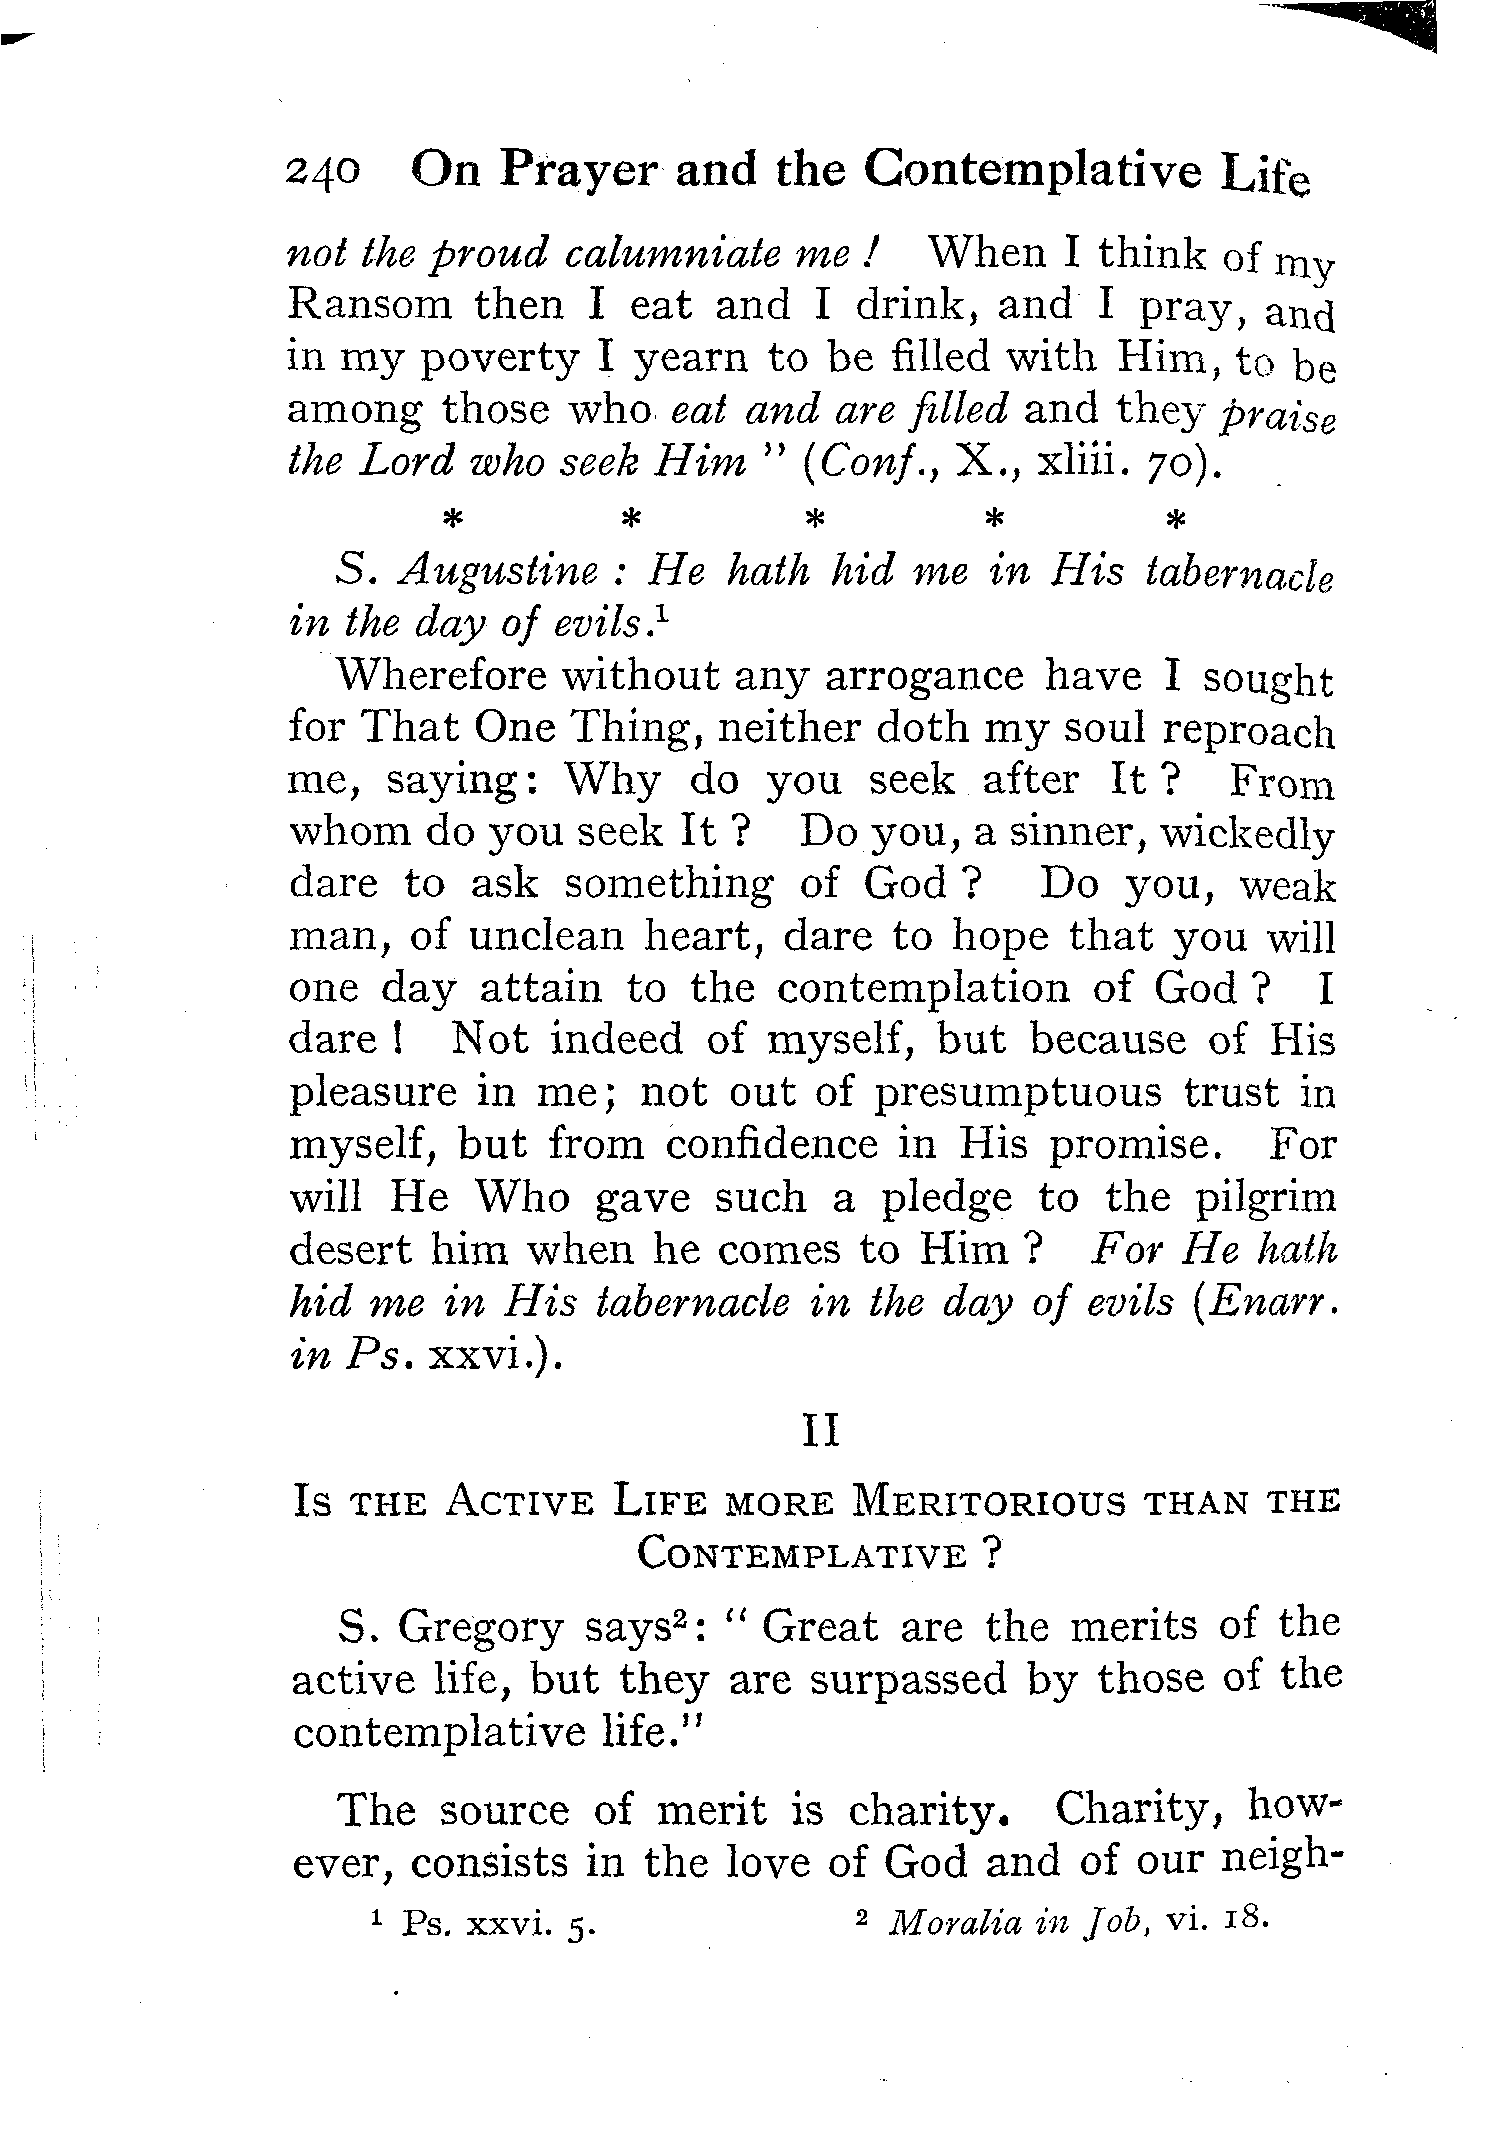 240 On Prayer and the Contemplative Life
not the proud calumniate me ! When I think of my
Ransom then I eat and I drink, and I pray, and
in my poverty I yearn to be filled with Him, to be
among those who eat and are filled and they praise
the Lord who seek Him " (Conf., X., xliii. 70).
* * * * *
S. Augustine : He hath hid me in His tabernacle
in the day of evils.¹
Wherefore without any arrogance have I sought
for That One Thing, neither doth my soul reproach
me, saying: Why do you seek after It ? From
whom do you seek It ? Do you, a sinner, wickedly
dare to ask something of God ? Do you, weak
man, of unclean heart, dare to hope that you will
one day attain to the contemplation of God ? I
dare ! Not indeed of myself, but because of His
pleasure in me; not out of presumptuous trust in
myself, but from confidence in His promise. For
will He Who gave such a pledge to the pilgrim
desert him when he comes to Him ? For He hath
hid me in His tabernacle in the day of evils (Enarr.
in Ps. xxvi.).
II
Is the Active Life more Meritorious than the
Contemplative ?
S. Gregory says²: " Great are the merits of the
active life, but they are surpassed by those of the
contemplative life."
The source of merit is charity. Charity, how-
ever, consists in the love of God and of our neigh-
¹ Ps. xxvi. 5. ² Moralia in Job, vi. 18.